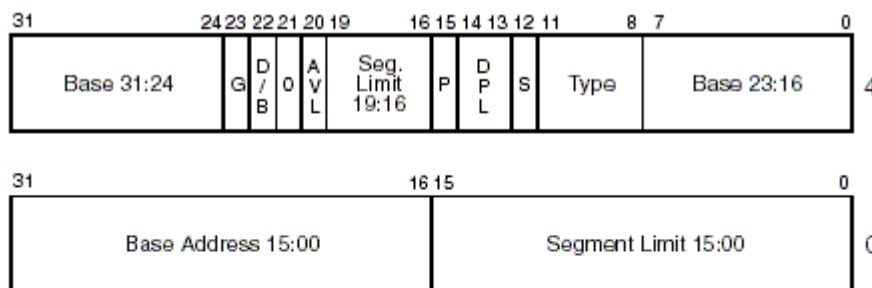 31 24 23 22 21 20 19 16 15 14 13 12 11 8 7 0
Base 31:24 G D/B 0 AVL Seg. Limit 19:16 P DPL S Type Base 23:16 4
31 16 15 0
Base Address 15:00 Segment Limit 15:00